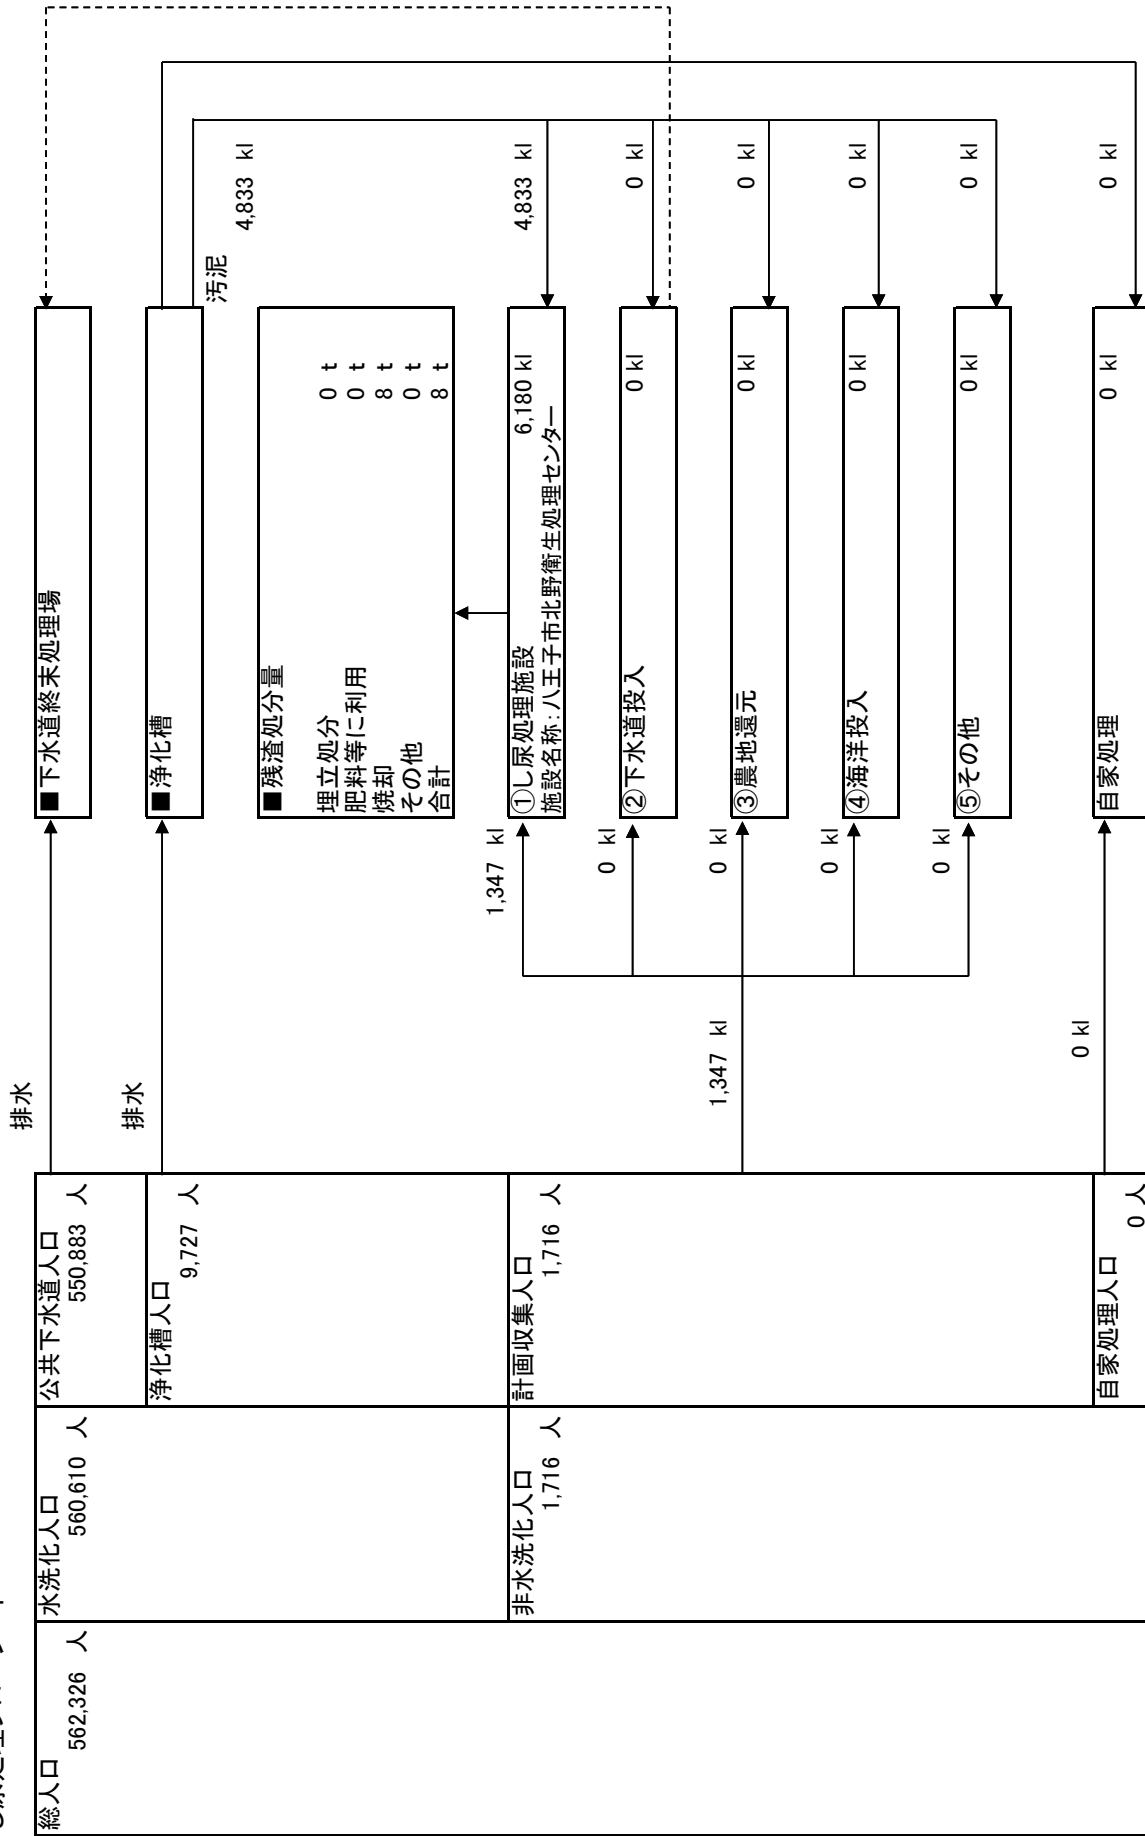 総人口
562,326 人
水洗化人口
560,610 人
公共下水道人口
550,883 人
浄化槽人口
9,727 人
非水洗化人口
1,716 人
計画収集人口
1,716 人
自家処理人口
0 人
排水
排水
1,347 kl
0 kl
1,347 kl
0 kl
0 kl
0 kl
0 kl
■下水道終末処理場
■浄化槽
汚泥
4,833 kl
■残渣処分量
埋立処分 0 t
肥料等に利用 0 t
焼却 8 t
その他 0 t
合計 8 t
①し尿処理施設 6,180 kl
施設名称：八王子市北野衛生処理センター
4,833 kl
②下水道投入 0 kl
0 kl
③農地還元 0 kl
0 kl
④海洋投入 0 kl
0 kl
⑤その他 0 kl
0 kl
自家処理 0 kl
0 kl